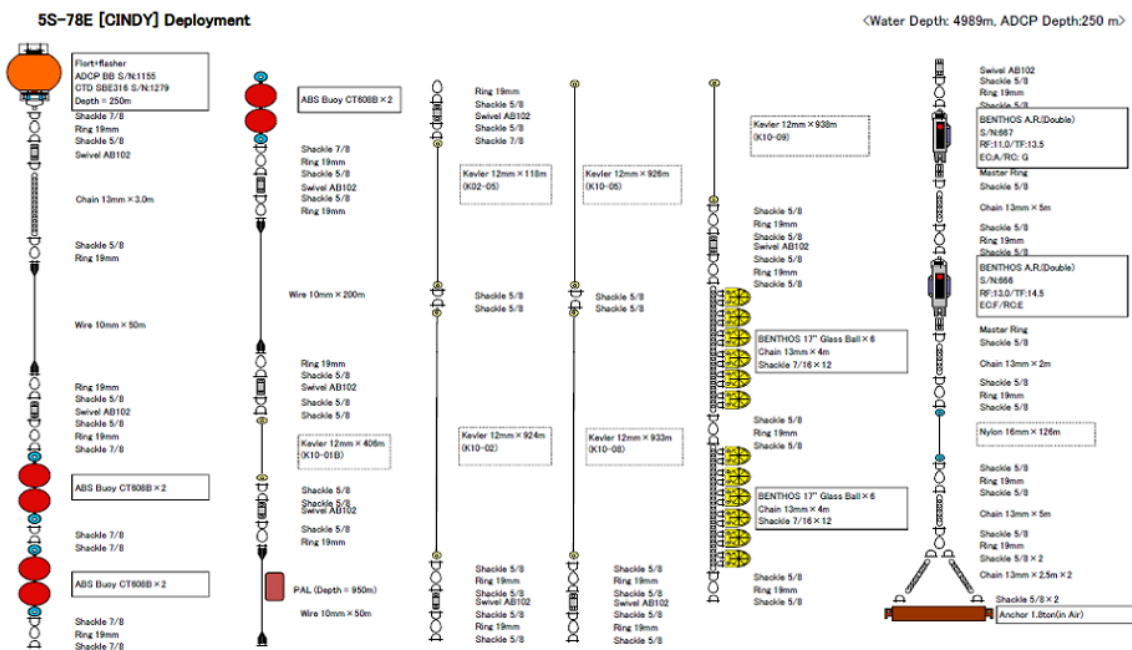 5S-78E [CINDY] Deployment
<Water Depth: 4989m, ADCP Depth:250 m>
Flort+flasher
ADCP BB S/N:1155
CTD SBE316 S/N:1279
Depth = 250m
Shackle 7/8
Ring 19mm
Shackle 5/8
Swivel AB102
Chain 13mm×3.0m
Shackle 5/8
Ring 19mm
Wire 10mm×50m
Ring 19mm
Shackle 5/8
Swivel AB102
Shackle 5/8
Ring 19mm
Shackle 7/8
ABS Buoy CT608B×2
Shackle 7/8
Shackle 7/8
ABS Buoy CT608B×2
Shackle 7/8
Ring 19mm
Shackle 7/8
ABS Buoy CT608B×2
Shackle 7/8
Ring 19mm
Shackle 5/8
Swivel AB102
Shackle 5/8
Ring 19mm
Wire 10mm×200m
Ring 19mm
Shackle 5/8
Swivel AB102
Shackle 5/8
Shackle 5/8
Kevler 12mm×406m
(K10-01B)
Shackle 5/8
Shackle 5/8
Swivel AB102
Shackle 5/8
Ring 19mm
PAL (Depth = 950m)
Wire 10mm×50m
Ring 19mm
Shackle 5/8
Swivel AB102
Shackle 5/8
Shackle 7/8
Kevler 12mm×118m
(K02-05)
Shackle 5/8
Shackle 5/8
Kevler 12mm×924m
(K10-02)
Shackle 5/8
Ring 19mm
Shackle 5/8
Swivel AB102
Shackle 5/8
Ring 19mm
Shackle 5/8
Kevler 12mm×926m
(K10-05)
Shackle 5/8
Shackle 5/8
Kevler 12mm×933m
(K10-08)
Shackle 5/8
Ring 19mm
Shackle 5/8
Swivel AB102
Shackle 5/8
Ring 19mm
Shackle 5/8
Kevler 12mm×938m
(K10-09)
Shackle 5/8
Ring 19mm
Shackle 5/8
Swivel AB102
Shackle 5/8
Ring 19mm
Shackle 5/8
BENTHOS 17" Glass Ball×6
Chain 13mm×4m
Shackle 7/16×12
Shackle 5/8
Ring 19mm
Shackle 5/8
BENTHOS 17" Glass Ball×6
Chain 13mm×4m
Shackle 7/16×12
Shackle 5/8
Ring 19mm
Shackle 5/8
Swivel AB102
Shackle 5/8
Ring 19mm
Shackle 5/8
BENTHOS A.R.(Double)
S/N:667
RF:11.0/TF:13.5
EC:A/RC: G
Master Ring
Shackle 5/8
Chain 13mm×5m
Shackle 5/8
Ring 19mm
Shackle 5/8
BENTHOS A.R.(Double)
S/N:666
RF:13.0/TF:14.5
EC:F/RC:E
Master Ring
Shackle 5/8
Chain 13mm×2m
Shackle 5/8
Ring 19mm
Shackle 5/8
Nylon 16mm×126m
Shackle 5/8
Ring 19mm
Shackle 5/8
Chain 13mm×5m
Shackle 5/8
Ring 19mm
Shackle 5/8×2
Chain 13mm×2.5m×2
Shackle 5/8×2
Anchor 1.8ton(in Air)